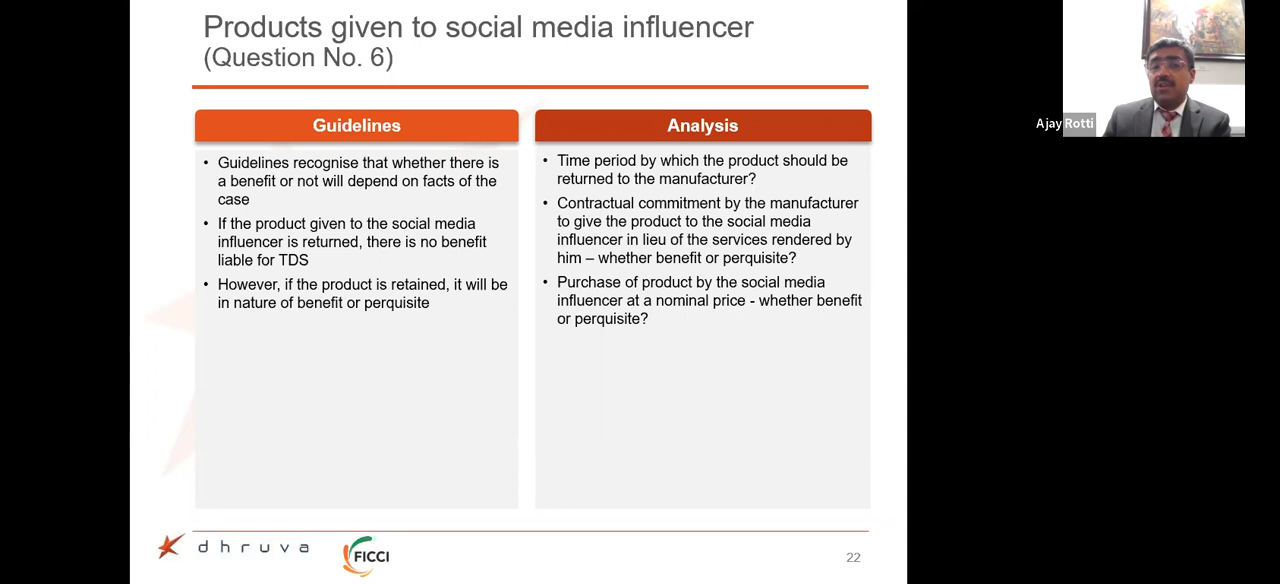 Products given to social media influencer
(Question No. 6)
Guidelines
• Guidelines recognise that whether there is
a benefit or not will depend on facts of the
case
• If the product given to the social media
influencer is returned, there is no benefit
liable for TDS
• However, if the product is retained, it will be
in nature of benefit or perquisite
Analysis
• Time period by which the product should be
returned to the manufacturer?
• Contractual commitment by the manufacturer
to give the product to the social media
influencer in lieu of the services rendered by
him – whether benefit or perquisite?
• Purchase of product by the social media
influencer at a nominal price - whether benefit
or perquisite?
Ajay Rotti
dhruva
FICCI
22